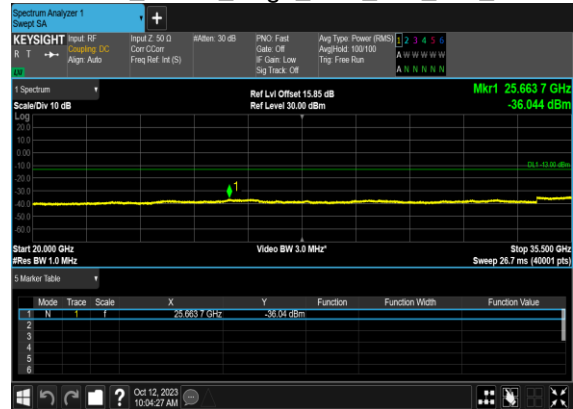 Spectrum Analyzer 1
Swept SA
+
KEYSIGHT Input: RF Input Z: 50 Ω #Atten: 30 dB PNO: Fast Avg Type: Power (RMS) 1 2 3 4 5 6
R T Coupling: DC Corr CCorr Gate: Off Avg|Hold: 100/100 A W W W W W
Align: Auto Freq Ref: Int (S) IF Gain: Low Trig: Free Run
Sig Track: Off A N N N N N
1 Spectrum
Scale/Div 10 dB
Ref Lvl Offset 15.85 dB
Ref Level 30.00 dBm
Mkr1 25.663 7 GHz
-36.044 dBm
Log
20.0
10.0
0.00
-10.0
DL1 -13.00 dBm
-20.0
-30.0
1
-40.0
-50.0
-60.0
Start 20.000 GHz Video BW 3.0 MHz* Stop 35.500 GHz
#Res BW 1.0 MHz Sweep 26.7 ms (40001 pts)
5 Marker Table
Mode Trace Scale X Y Function Function Width Function Value
1 N 1 f 25.663 7 GHz -36.04 dBm
2
3
4
5
6
? Oct 12, 2023
10:04:27 AM